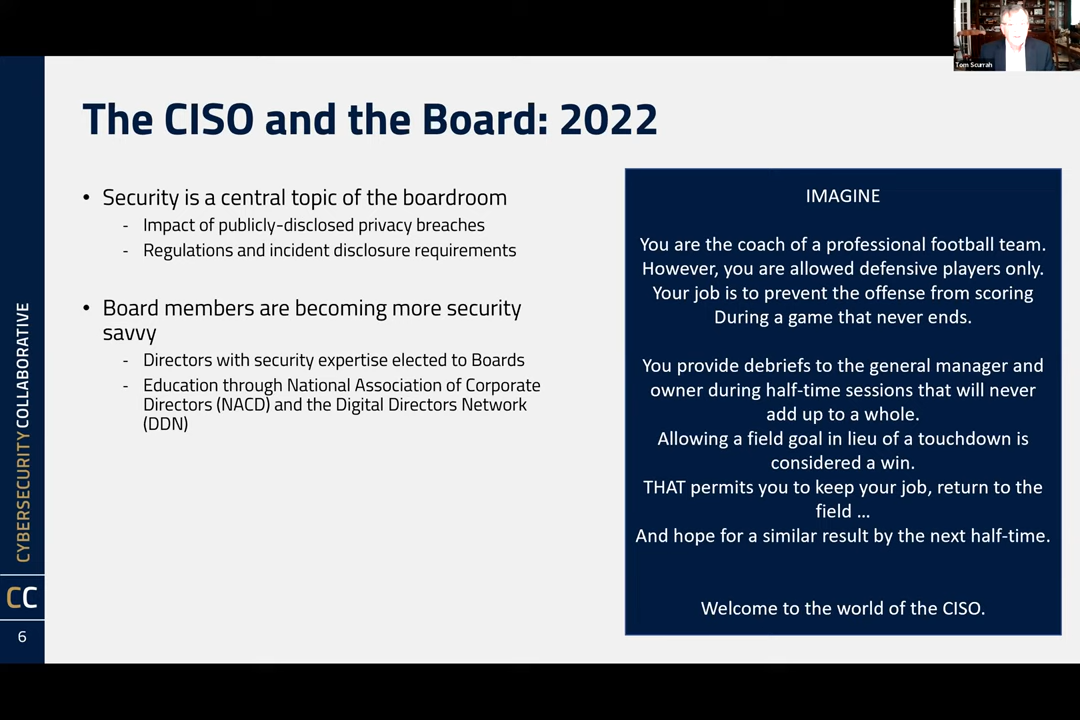 Tom Scurrah
The CISO and the Board: 2022
• Security is a central topic of the boardroom
- Impact of publicly-disclosed privacy breaches
- Regulations and incident disclosure requirements
• Board members are becoming more security
savvy
- Directors with security expertise elected to Boards
- Education through National Association of Corporate
Directors (NACD) and the Digital Directors Network
(DDN)
IMAGINE
You are the coach of a professional football team.
However, you are allowed defensive players only.
Your job is to prevent the offense from scoring
During a game that never ends.
You provide debriefs to the general manager and
owner during half-time sessions that will never
add up to a whole.
Allowing a field goal in lieu of a touchdown is
considered a win.
THAT permits you to keep your job, return to the
field ...
And hope for a similar result by the next half-time.
Welcome to the world of the CISO.
CYBERSECURITY COLLABORATIVE
CC
6